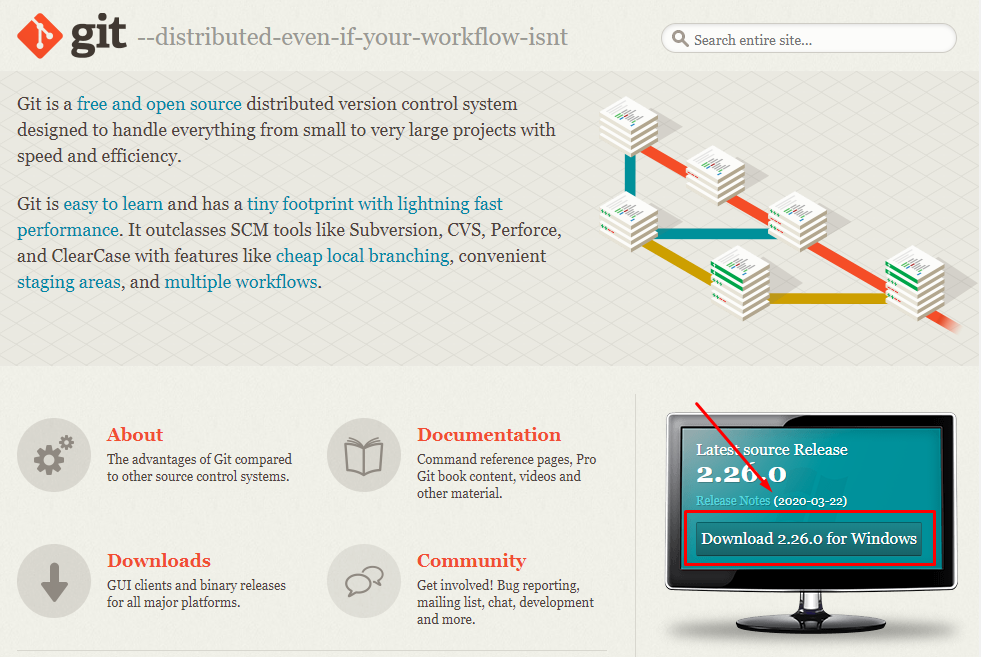 git --distributed-even-if-your-workflow-isnt
Search entire site...
Git is a free and open source distributed version control system
designed to handle everything from small to very large projects with
speed and efficiency.
Git is easy to learn and has a tiny footprint with lightning fast
performance. It outclasses SCM tools like Subversion, CVS, Perforce,
and ClearCase with features like cheap local branching, convenient
staging areas, and multiple workflows.
About
The advantages of Git compared
to other source control systems.
Documentation
Command reference pages, Pro
Git book content, videos and
other material.
Downloads
GUI clients and binary releases
for all major platforms.
Community
Get involved! Bug reporting,
mailing list, chat, development
and more.
Latest source Release
2.26.0
Release Notes (2020-03-22)
Download 2.26.0 for Windows